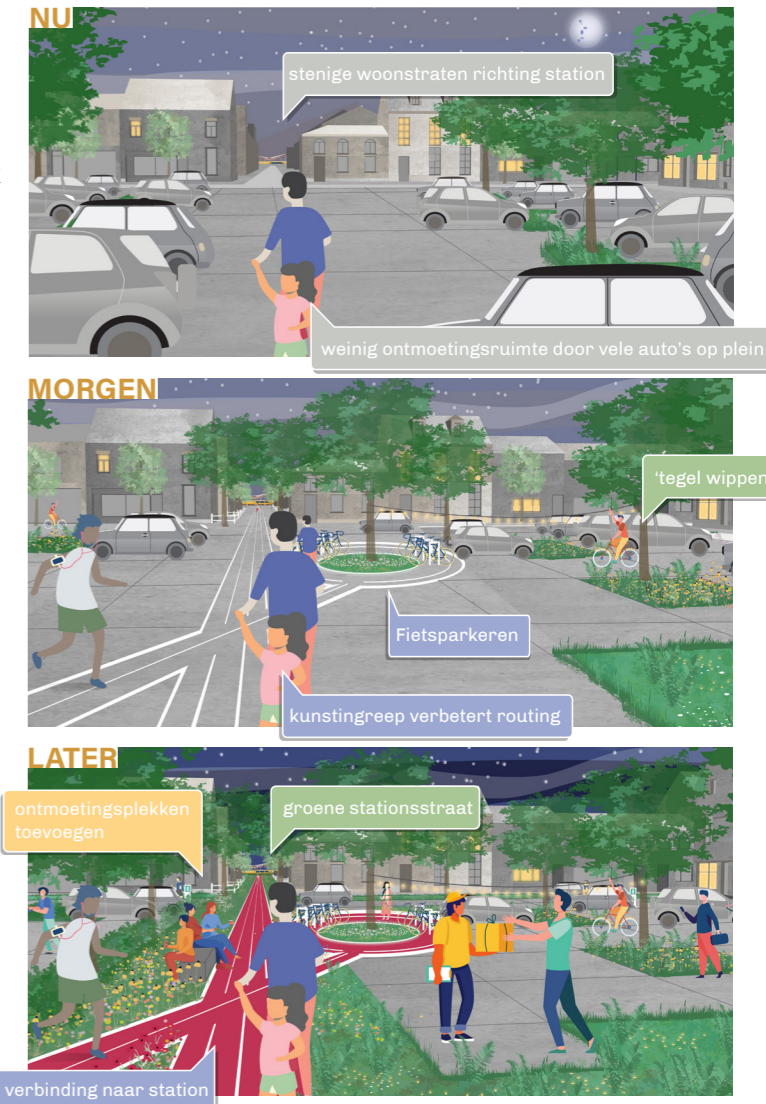 NU
stenige woonstraten richting station
weinig ontmoetingsruimte door vele auto's op plein
MORGEN
'tegel wippen
Fietsparkeren
kunstingreep verbetert routing
LATER
ontmoetingsplekken
toevoegen
groene stationsstraat
verbinding naar station